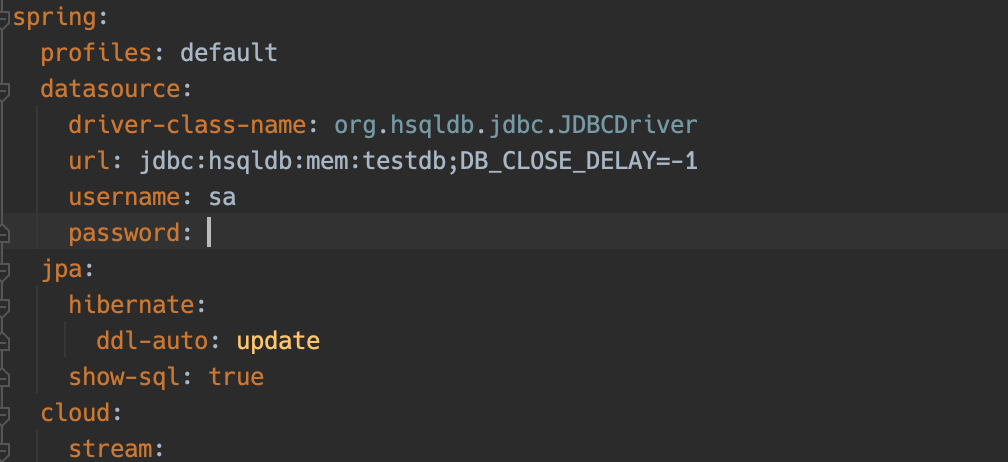 spring:
  profiles: default
  datasource:
    driver-class-name: org.hsqldb.jdbc.JDBCDriver
    url: jdbc:hsqldb:mem:testdb;DB_CLOSE_DELAY=-1
    username: sa
    password:
  jpa:
    hibernate:
      ddl-auto: update
    show-sql: true
  cloud:
    stream: